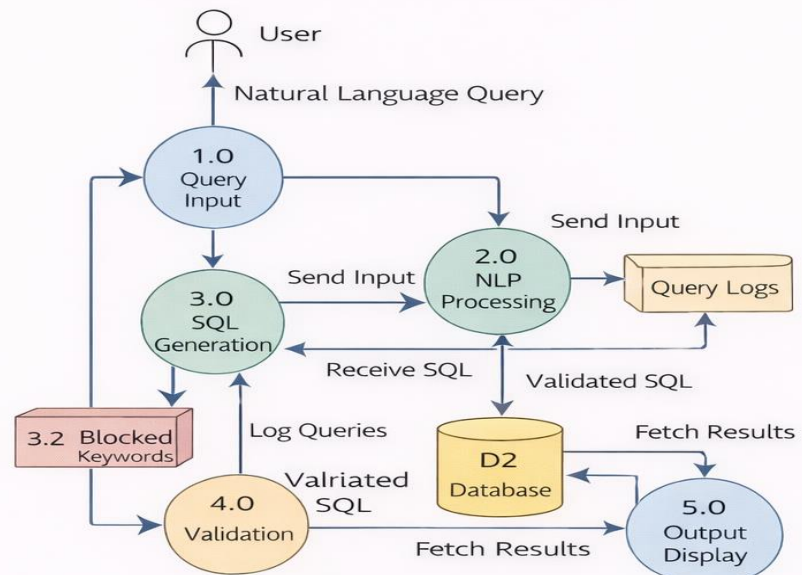 User
Natural Language Query
1.0
Query
Input
Send Input
2.0
NLP
Processing
Send Input
Query Logs
3.0
SQL
Generation
Receive SQL
Validated SQL
3.2 Blocked
Keywords
Log Queries
Fetch Results
D2
Database
Valriated
SQL
4.0
Validation
Fetch Results
5.0
Output
Display